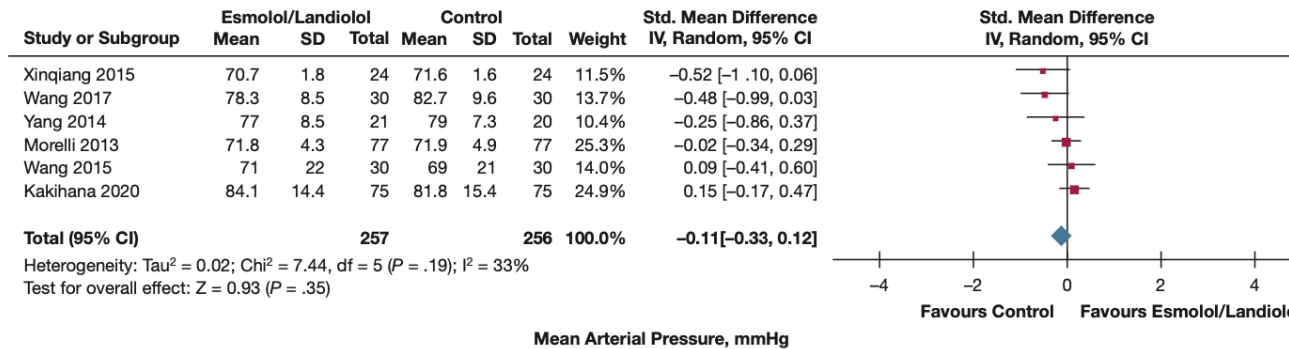 Esmolol/Landiolol Control Std. Mean Difference Std. Mean Difference
Study or Subgroup Mean SD Total Mean SD Total Weight IV, Random, 95% CI IV, Random, 95% CI
Xinqiang 2015 70.7 1.8 24 71.6 1.6 24 11.5% −0.52 [−1 .10, 0.06]
Wang 2017 78.3 8.5 30 82.7 9.6 30 13.7% −0.48 [−0.99, 0.03]
Yang 2014 77 8.5 21 79 7.3 20 10.4% −0.25 [−0.86, 0.37]
Morelli 2013 71.8 4.3 77 71.9 4.9 77 25.3% −0.02 [−0.34, 0.29]
Wang 2015 71 22 30 69 21 30 14.0% 0.09 [−0.41, 0.60]
Kakihana 2020 84.1 14.4 75 81.8 15.4 75 24.9% 0.15 [−0.17, 0.47]
Total (95% CI) 257 256 100.0% −0.11[−0.33, 0.12]
Heterogeneity: Tau² = 0.02; Chi² = 7.44, df = 5 (P = .19); I² = 33%
Test for overall effect: Z = 0.93 (P = .35)
−4 −2 0 2 4
Favours Control Favours Esmolol/Landiolo
Mean Arterial Pressure, mmHg